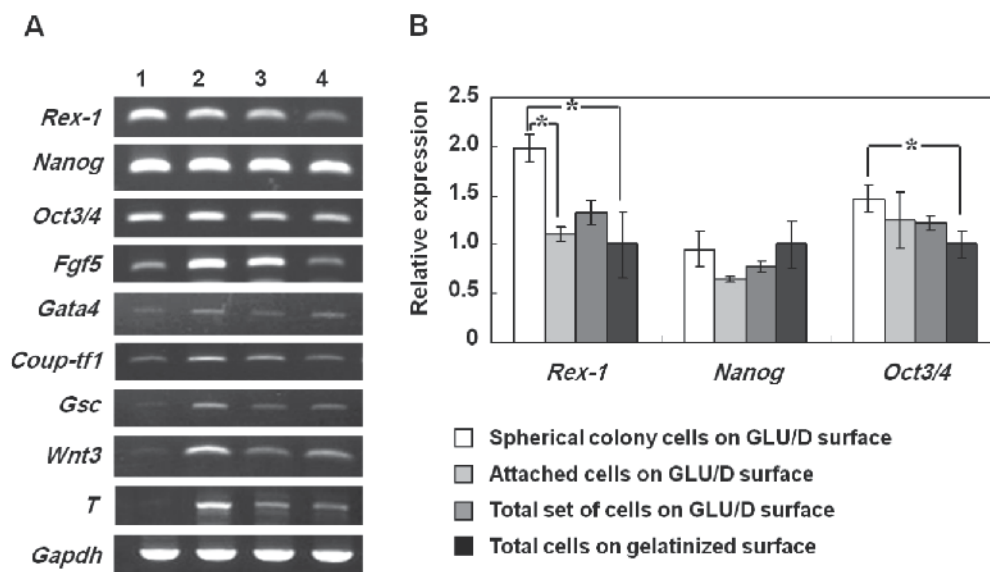 A
1 2 3 4
Rex-1
Nanog
Oct3/4
Fgf5
Gata4
Coup-tf1
Gsc
Wnt3
T
Gapdh
B
Relative expression
2.5
2.0
1.5
1.0
0.5
0
* *
*
Rex-1 Nanog Oct3/4
Spherical colony cells on GLU/D surface
Attached cells on GLU/D surface
Total set of cells on GLU/D surface
Total cells on gelatinized surface